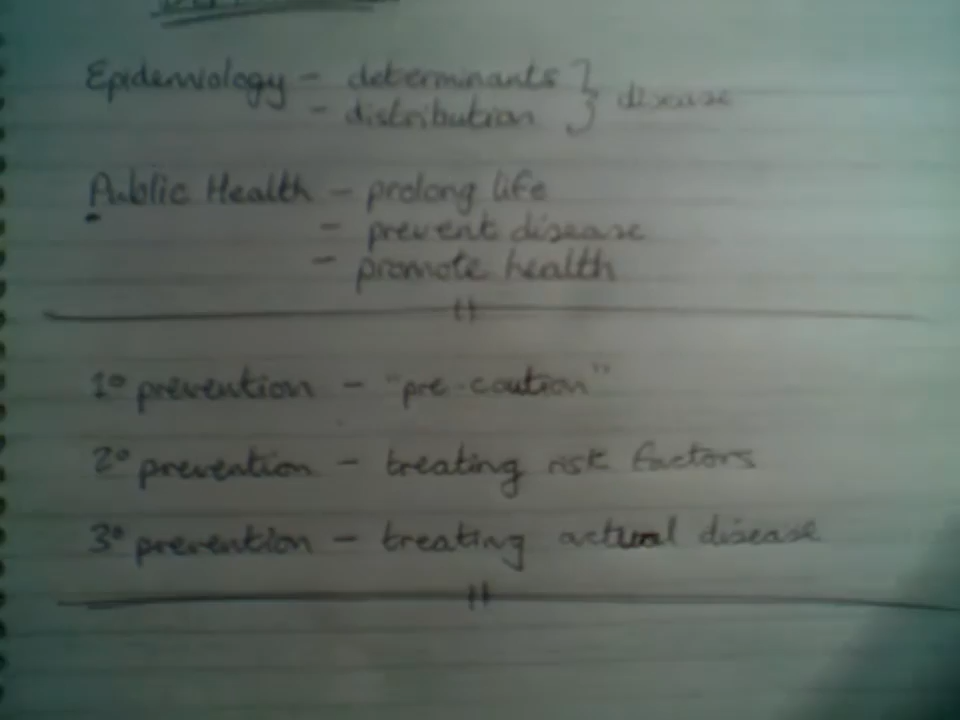 Epidemiology - determinants } disease
- distribution
Public Health - prolong life
- prevent disease
- promote health
1° prevention - "pre-caution"
2° prevention - treating risk factors
3° prevention - treating actual disease